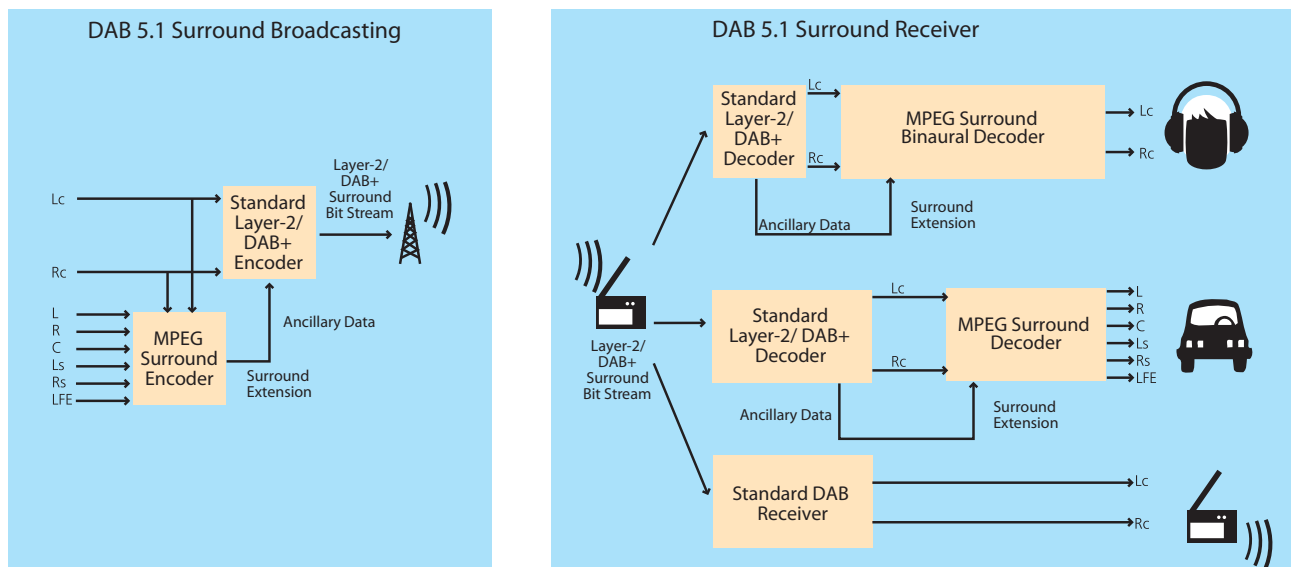 DAB 5.1 Surround Broadcasting
Lc
Rc
L
R
C
Ls
Rs
LFE
MPEG
Surround
Encoder
Surround
Extension
Ancillary Data
Standard
Layer-2/
DAB+
Encoder
Layer-2/
DAB+
Surround
Bit Stream
DAB 5.1 Surround Receiver
Layer-2/
DAB+
Surround
Bit Stream
Standard
Layer-2/
DAB+
Decoder
Lc
Rc
Ancillary Data
Surround
Extension
MPEG Surround
Binaural Decoder
Lc
Rc
Standard
Layer-2/ DAB+
Decoder
Lc
Rc
Ancillary Data
Surround
Extension
MPEG Surround
Decoder
L
R
C
Ls
Rs
LFE
Standard DAB
Receiver
Lc
Rc